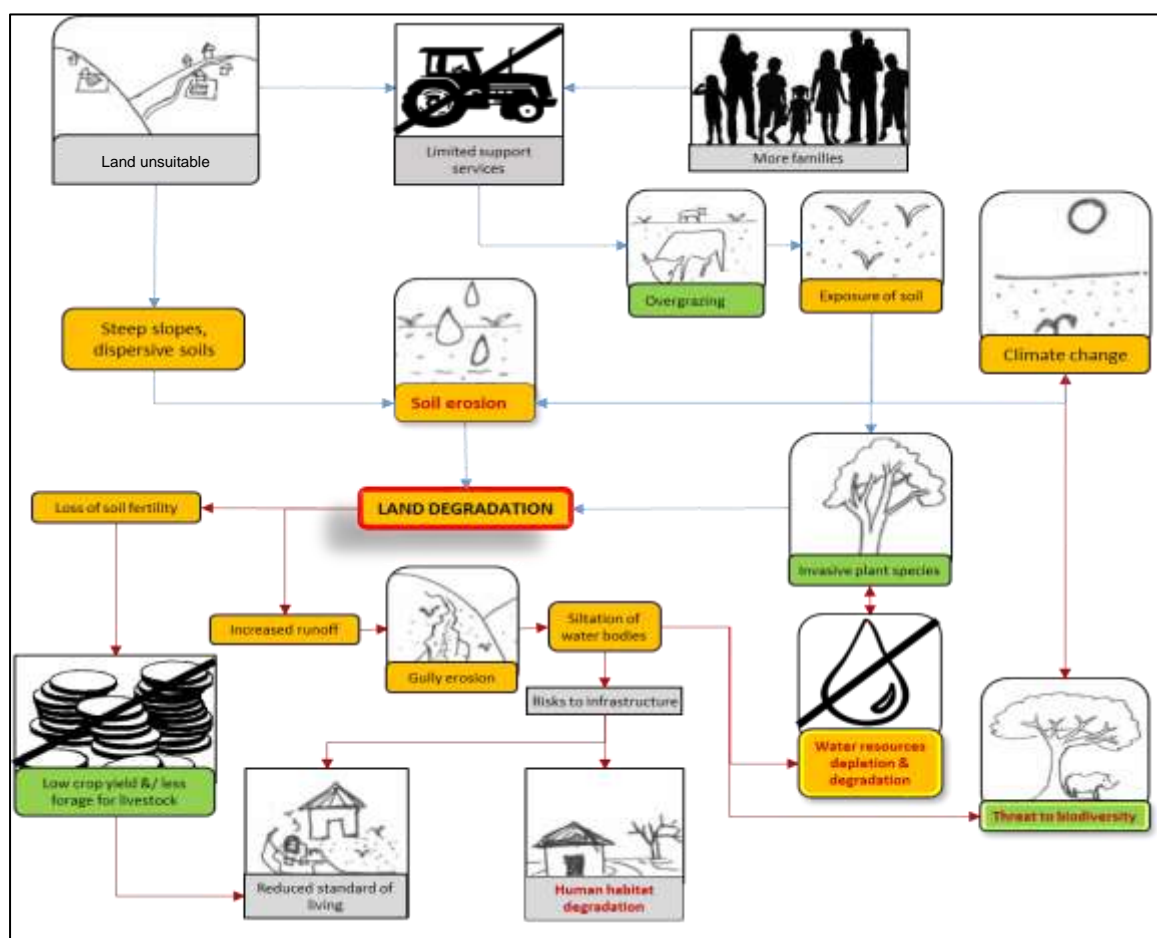 Land unsuitable
Limited support
services
More families
Overgrazing
Exposure of soil
Climate change
Steep slopes,
dispersive soils
Soil erosion
Loss of soil fertility
LAND DEGRADATION
Invasive plant species
Increased runoff
Gully erosion
Siltation of
water bodies
Risks to infrastructure
Low crop yield &/ less
forage for livestock
Water resources
depletion &
degradation
Threat to biodiversity
Reduced standard of
living
Human habitat
degradation